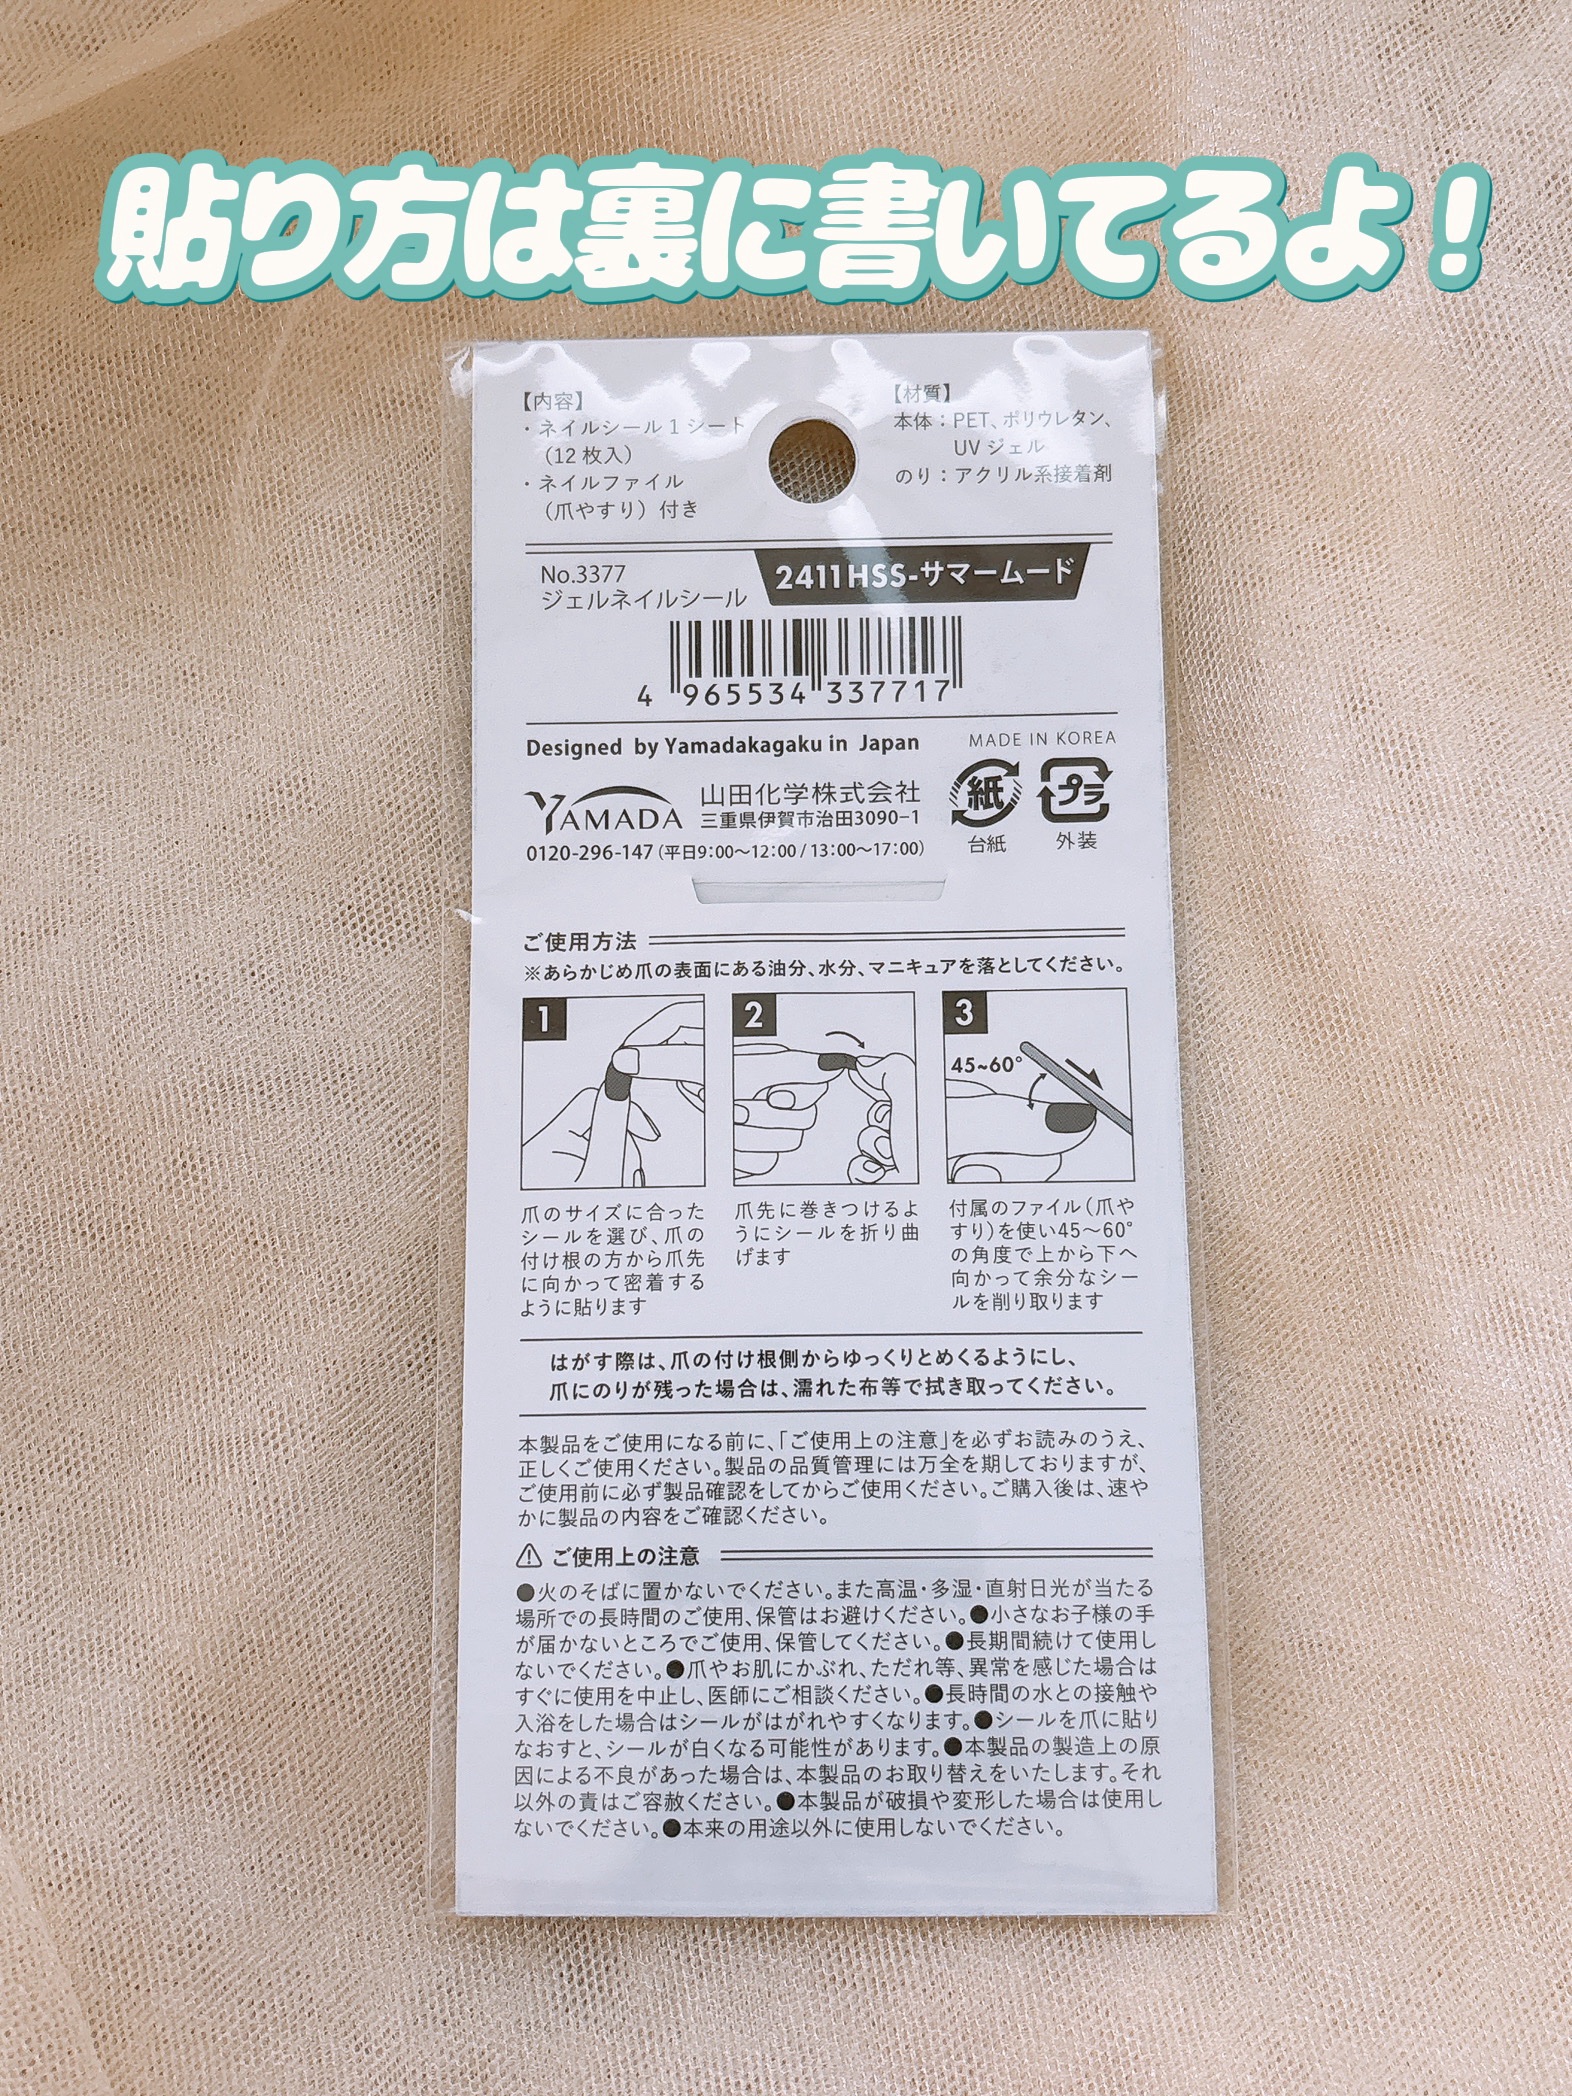 貼り方は裏に書いてるよ！
【内容】
・ネイルシール1シート
（12枚入）
・ネイルファイル
（爪やすり）付き
【材質】
本体：PET、ポリウレタン、
UVジェル
のり：アクリル系接着剤
No.3377
ジェルネイルシール
2411HSS-サマームード
4 965534 337717
Designed by Yamadakagaku in Japan
MADE IN KOREA
YAMADA
山田化学株式会社
三重県伊賀市治田3090-1
0120-296-147（平日9:00～12:00 / 13:00～17:00）
紙
台紙
プラ
外装
ご使用方法
※あらかじめ爪の表面にある油分、水分、マニキュアを落としてください。
1
爪のサイズに合った
シールを選び、爪の
付け根の方から爪先
に向かって密着する
ように貼ります
2
爪先に巻きつけるよ
うにシールを折り曲
げます
3
45~60°
付属のファイル（爪や
すり）を使い45～60°
の角度で上から下へ
向かって余分なシー
ルを削り取ります
はがす際は、爪の付け根側からゆっくりとめくるようにし、
爪にのりが残った場合は、濡れた布等で拭き取ってください。
本製品をご使用になる前に、「ご使用上の注意」を必ずお読みのうえ、
正しくご使用ください。製品の品質管理には万全を期しておりますが、
ご使用前に必ず製品確認をしてからご使用ください。ご購入後は、速や
かに製品の内容をご確認ください。
⚠ ご使用上の注意
●火のそばに置かないでください。また高温・多湿・直射日光が当たる
場所での長時間のご使用、保管はお避けください。●小さなお子様の手
が届かないところでご使用、保管してください。●長期間続けて使用し
ないでください。●爪やお肌にかぶれ、ただれ等、異常を感じた場合は
すぐに使用を中止し、医師にご相談ください。●長時間の水との接触や
入浴をした場合はシールがはがれやすくなります。●シールを爪に貼り
なおすと、シールが白くなる可能性があります。●本製品の製造上の原
因による不良があった場合は、本製品のお取り替えをいたします。それ
以外の責はご容赦ください。●本製品が破損や変形した場合は使用し
ないでください。●本来の用途以外に使用しないでください。